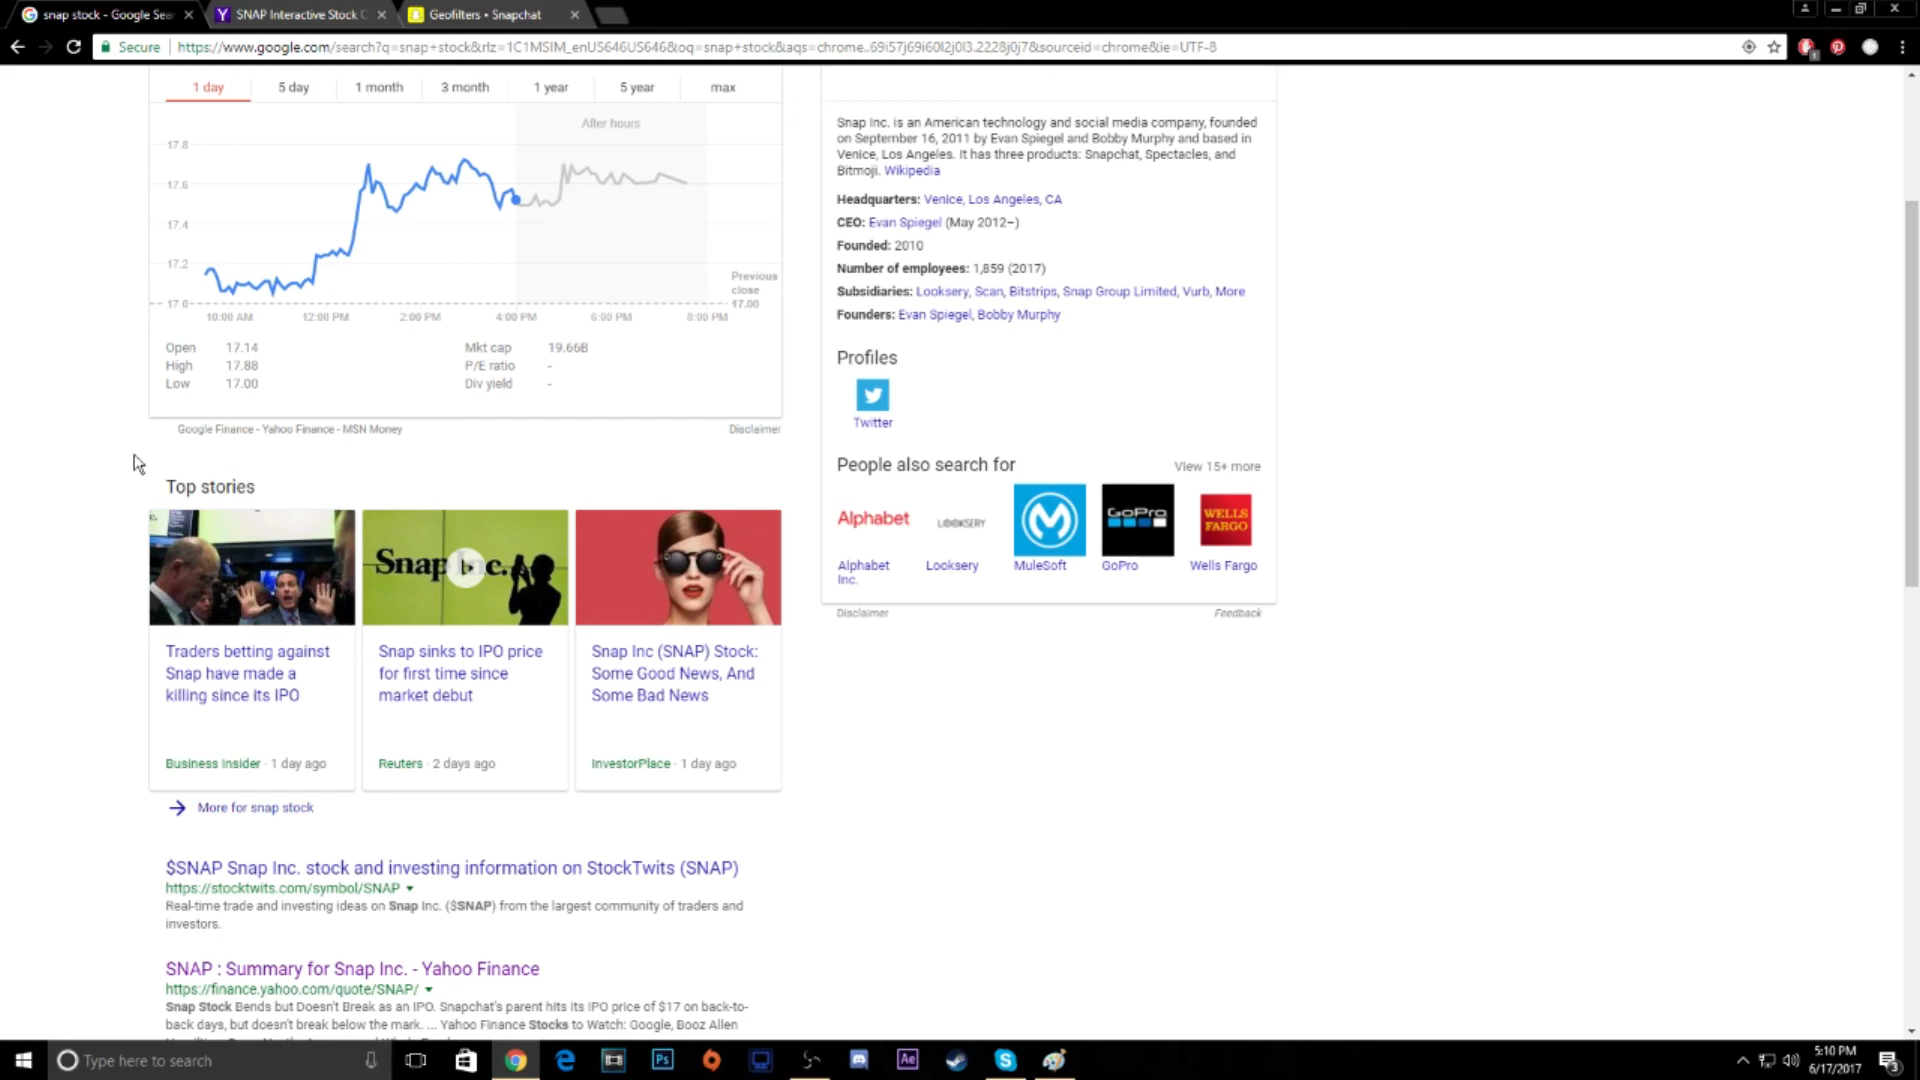 snap stock - Google Sea
SNAP Interactive Stock C
Geofilters • Snapchat
Secure
https://www.google.com/search?q=snap+stock&rlz=1C1MSIM_enUS646US646&oq=snap+stock&aqs=chrome..69i57j69i60l2j0l3.2228j0j7&sourceid=chrome&ie=UTF-8
1 day 5 day 1 month 3 month 1 year 5 year max
After hours
17.8
17.6
17.4
17.2
17.0
Previous
close
17.00
10:00 AM 12:00 PM 2:00 PM 4:00 PM 6:00 PM 8:00 PM
Open 17.14 Mkt cap 19.66B
High 17.88 P/E ratio -
Low 17.00 Div yield -
Google Finance - Yahoo Finance - MSN Money
Disclaimer
Top stories
Snap Inc.
Traders betting against
Snap have made a
killing since its IPO
Business Insider · 1 day ago
Snap sinks to IPO price
for first time since
market debut
Reuters · 2 days ago
Snap Inc (SNAP) Stock:
Some Good News, And
Some Bad News
InvestorPlace · 1 day ago
More for snap stock
$SNAP Snap Inc. stock and investing information on StockTwits (SNAP)
https://stocktwits.com/symbol/SNAP
Real-time trade and investing ideas on Snap Inc. ($SNAP) from the largest community of traders and
investors.
SNAP : Summary for Snap Inc. - Yahoo Finance
https://finance.yahoo.com/quote/SNAP/
Snap Stock Bends but Doesn't Break as an IPO. Snapchat's parent hits its IPO price of $17 on back-to-
back days, but doesn't break below the mark. ... Yahoo Finance Stocks to Watch: Google, Booz Allen
Snap Inc. is an American technology and social media company, founded
on September 16, 2011 by Evan Spiegel and Bobby Murphy and based in
Venice, Los Angeles. It has three products: Snapchat, Spectacles, and
Bitmoji. Wikipedia
Headquarters: Venice, Los Angeles, CA
CEO: Evan Spiegel (May 2012–)
Founded: 2010
Number of employees: 1,859 (2017)
Subsidiaries: Looksery, Scan, Bitstrips, Snap Group Limited, Vurb, More
Founders: Evan Spiegel, Bobby Murphy
Profiles
Twitter
People also search for
View 15+ more
Alphabet
LOOKSERY
GoPro
WELLS
FARGO
Alphabet
Inc.
Looksery
MuleSoft
GoPro
Wells Fargo
Disclaimer
Feedback
Type here to search
Ps
Ae
5:10 PM
6/17/2017
3